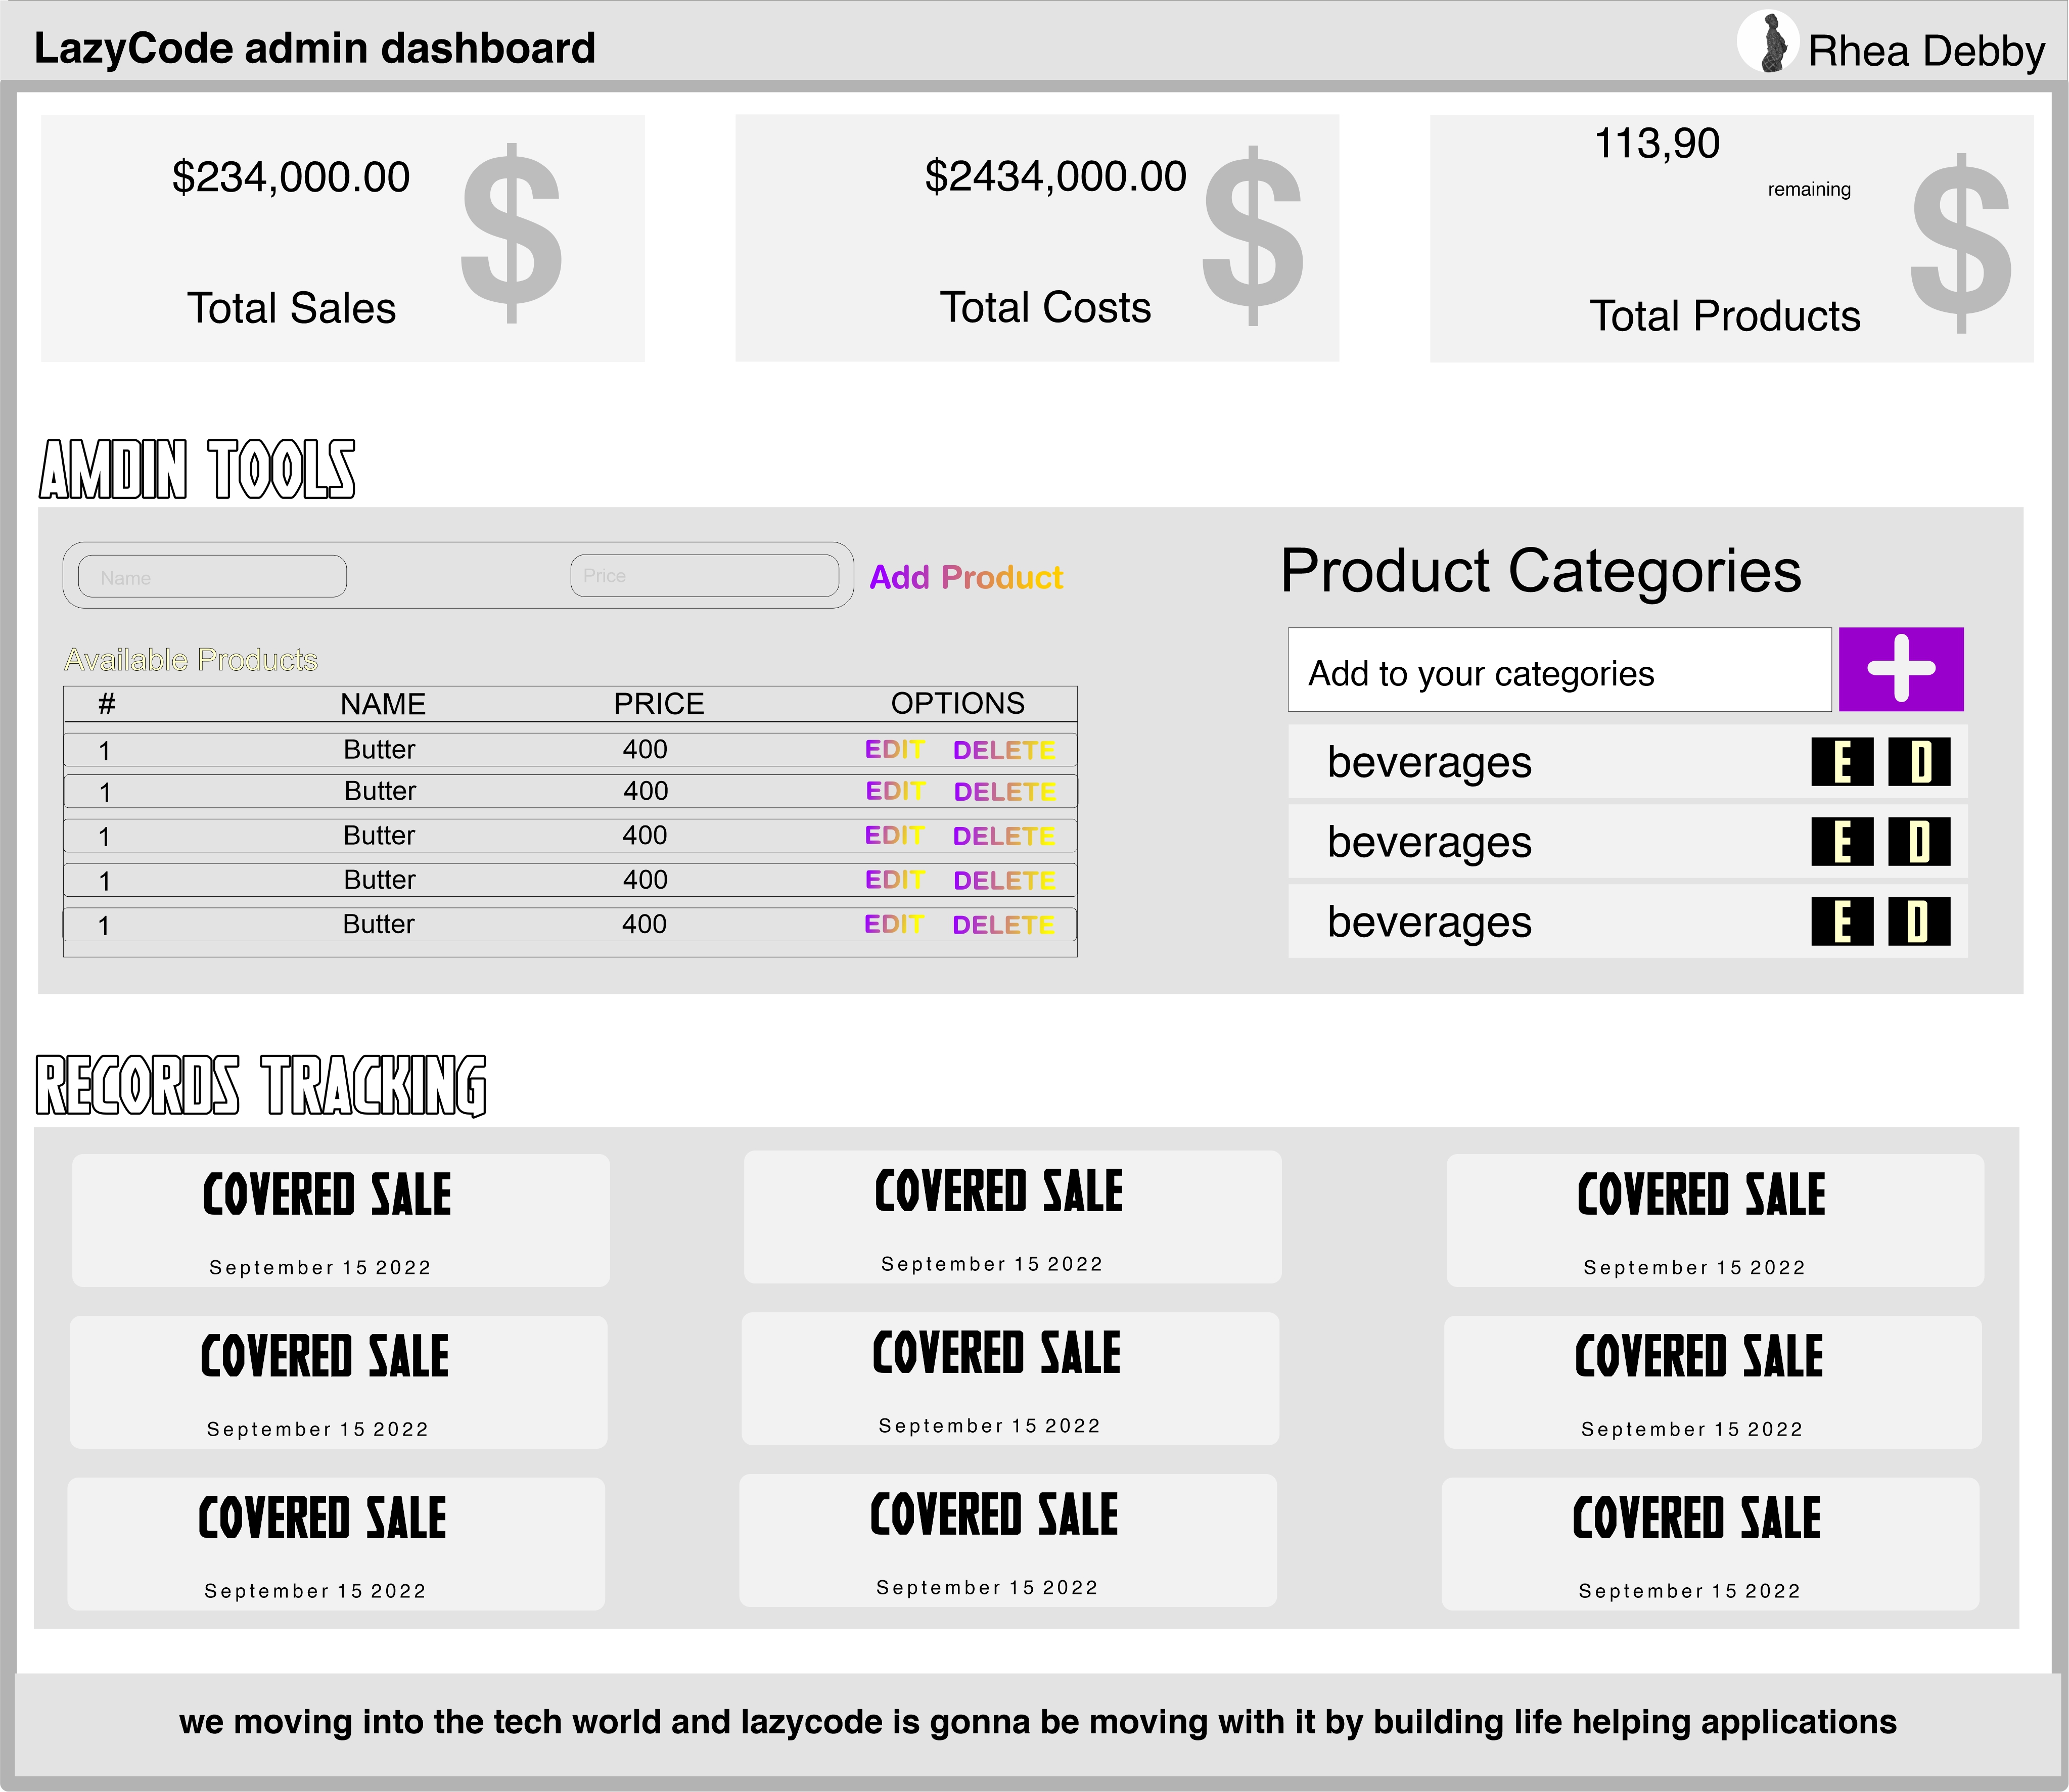 LazyCode admin dashboard
Rhea Debby
$234,000.00
$
Total Sales
$2434,000.00
$
Total Costs
113,90
remaining
$
Total Products
AMDIN TOOLS
Name
Price
Add Product
Available Products
# NAME PRICE OPTIONS
1 Butter 400 EDIT DELETE
1 Butter 400 EDIT DELETE
1 Butter 400 EDIT DELETE
1 Butter 400 EDIT DELETE
1 Butter 400 EDIT DELETE
Product Categories
Add to your categories +
beverages E D
beverages E D
beverages E D
RECORDS TRACKING
COVERED SALE
September 15 2022
COVERED SALE
September 15 2022
COVERED SALE
September 15 2022
COVERED SALE
September 15 2022
COVERED SALE
September 15 2022
COVERED SALE
September 15 2022
COVERED SALE
September 15 2022
COVERED SALE
September 15 2022
COVERED SALE
September 15 2022
we moving into the tech world and lazycode is gonna be moving with it by building life helping applications